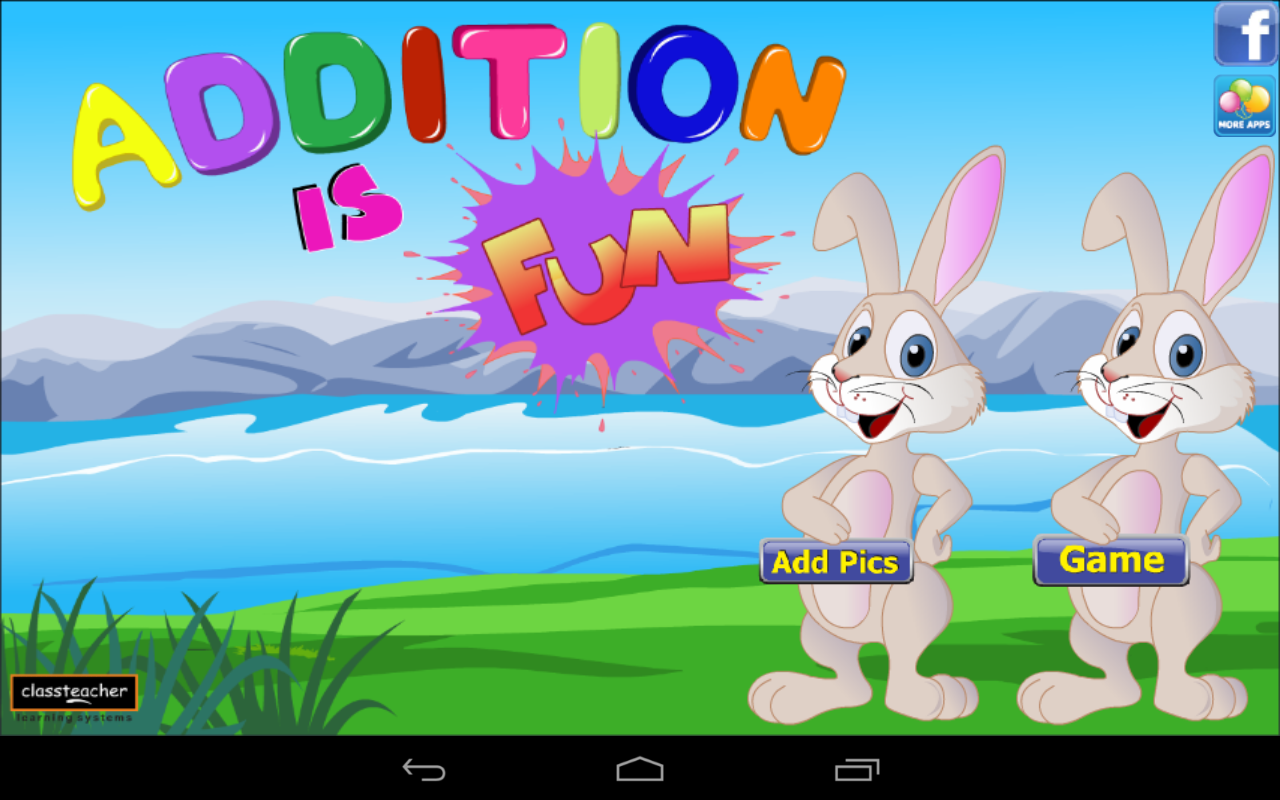 ADDITION
IS
FUN
f
MORE APPS
Add Pics
Game
classteacher
learning systems